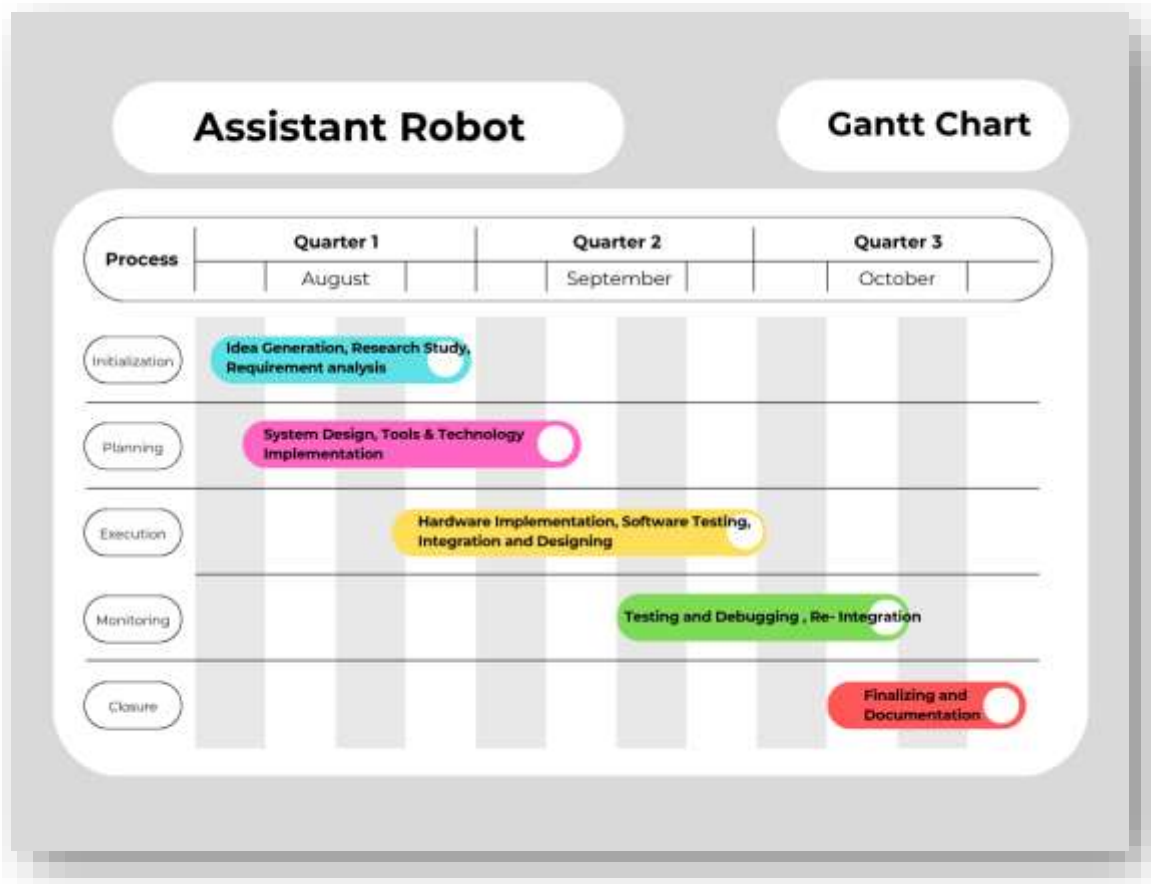 Assistant Robot
Gantt Chart
Process
Quarter 1
Quarter 2
Quarter 3
August
September
October
Initialization
Idea Generation, Research Study,
Requirement analysis
Planning
System Design, Tools & Technology
Implementation
Execution
Hardware Implementation, Software Testing,
Integration and Designing
Monitoring
Testing and Debugging , Re- Integration
Closure
Finalizing and
Documentation